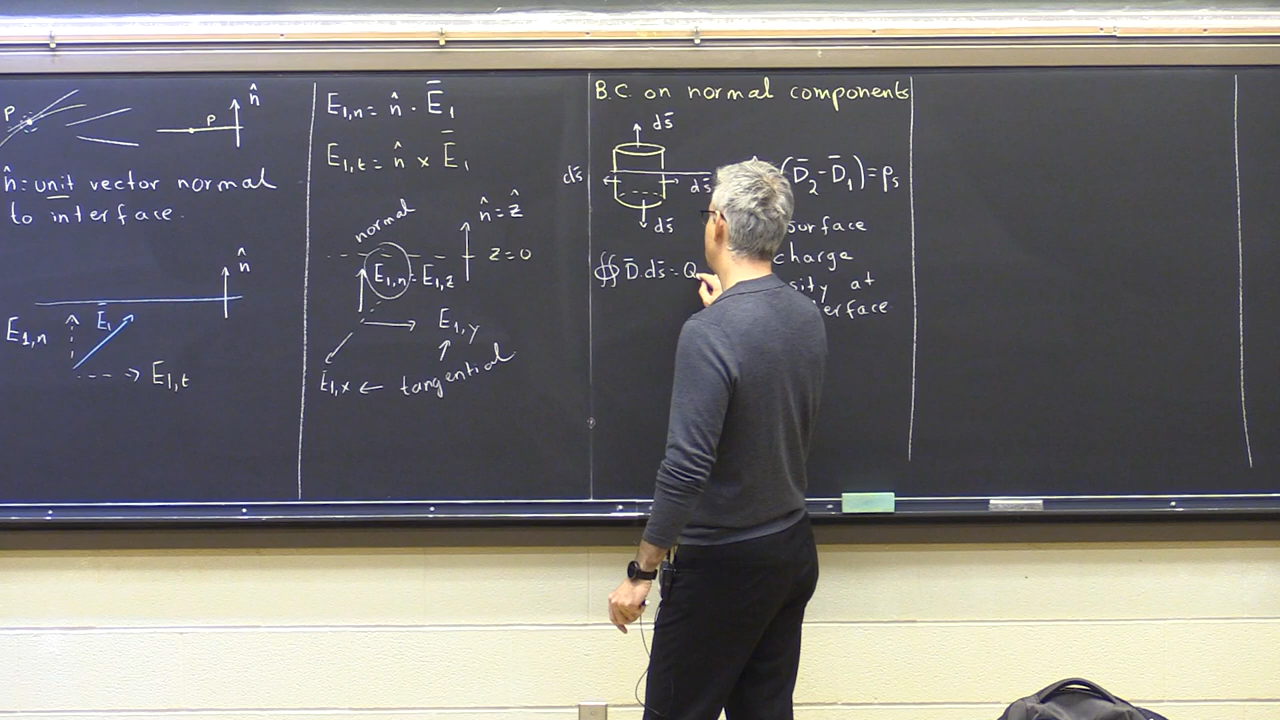 P
P
n̂
n̂ = unit vector normal
to interface.
n̂
E1,n
Ē1
E1,t
E1,n = n̂ · Ē1
E1,t = n̂ × Ē1
normal
n̂ = ẑ
z=0
E1,n = E1,z
E1,y
E1,x ← tangential
B.C. on normal components
ds̄
ds̄
ds̄
ds̄
(D̄2 - D̄1) = ρs
surface
charge
at
∯ D̄.ds̄ = Q